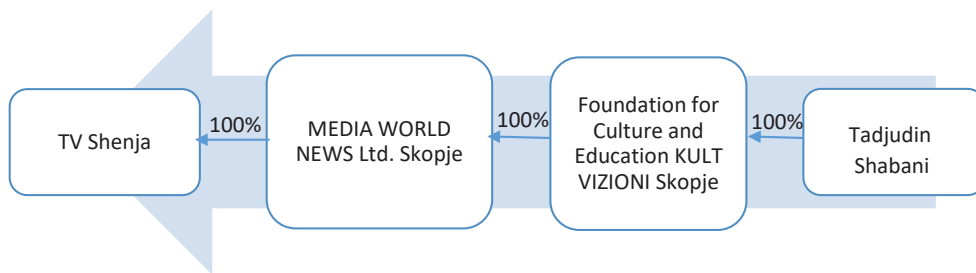 TV Shenja
100%
MEDIA WORLD
NEWS Ltd. Skopje
100%
Foundation for
Culture and
Education KULT
VIZIONI Skopje
100%
Tadjudin
Shabani